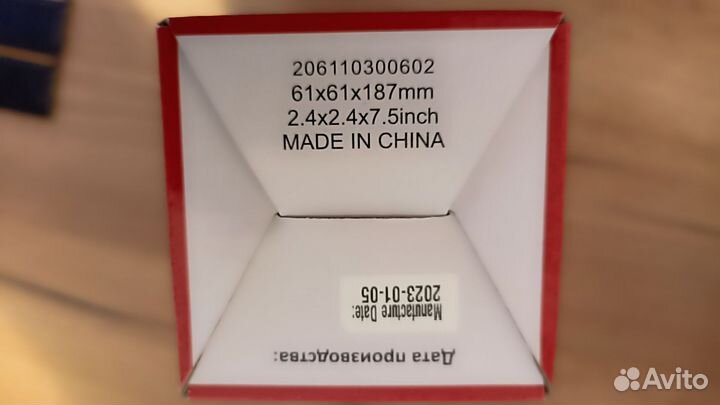 206110300602
61x61x187mm
2.4x2.4x7.5inch
MADE IN CHINA
Дата производства:
Manufacture Date:
2023-01-05
Avito